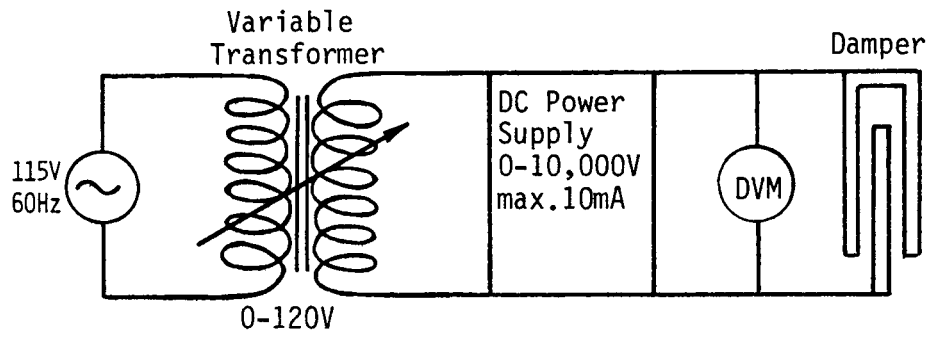 Variable
Transformer
Damper
115V
60Hz
DC Power
Supply
0-10,000V
max.10mA
DVM
0-120V